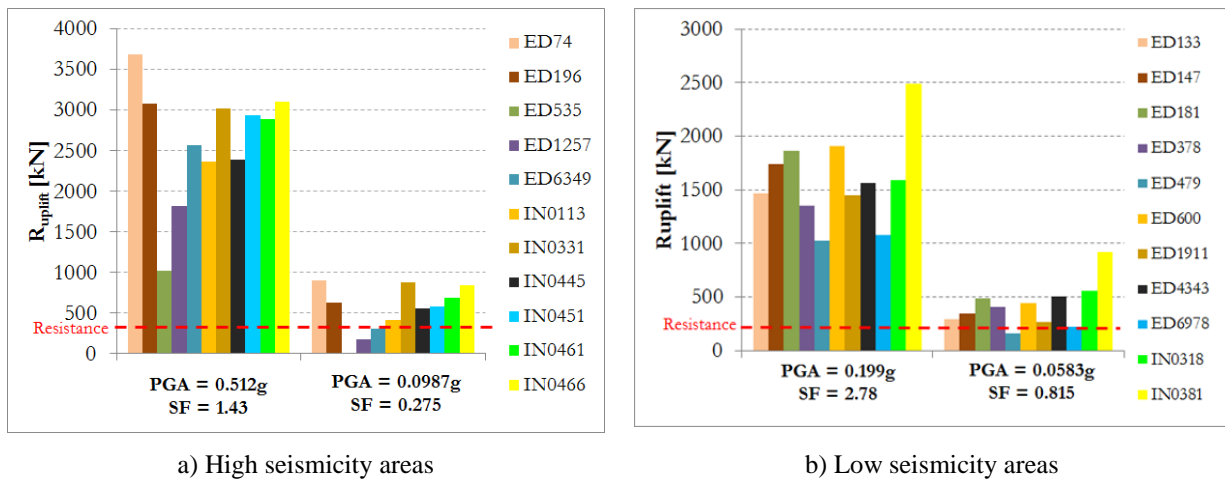 4000
3500
3000
2500
2000
1500
1000
500
0
Ruplift [kN]
Resistance
PGA = 0.512g
SF = 1.43
PGA = 0.0987g
SF = 0.275
ED74
ED196
ED535
ED1257
ED6349
IN0113
IN0331
IN0445
IN0451
IN0461
IN0466
a) High seismicity areas
3000
2500
2000
1500
1000
500
0
Ruplift [kN]
Resistance
PGA = 0.199g
SF = 2.78
PGA = 0.0583g
SF = 0.815
ED133
ED147
ED181
ED378
ED479
ED600
ED1911
ED4343
ED6978
IN0318
IN0381
b) Low seismicity areas